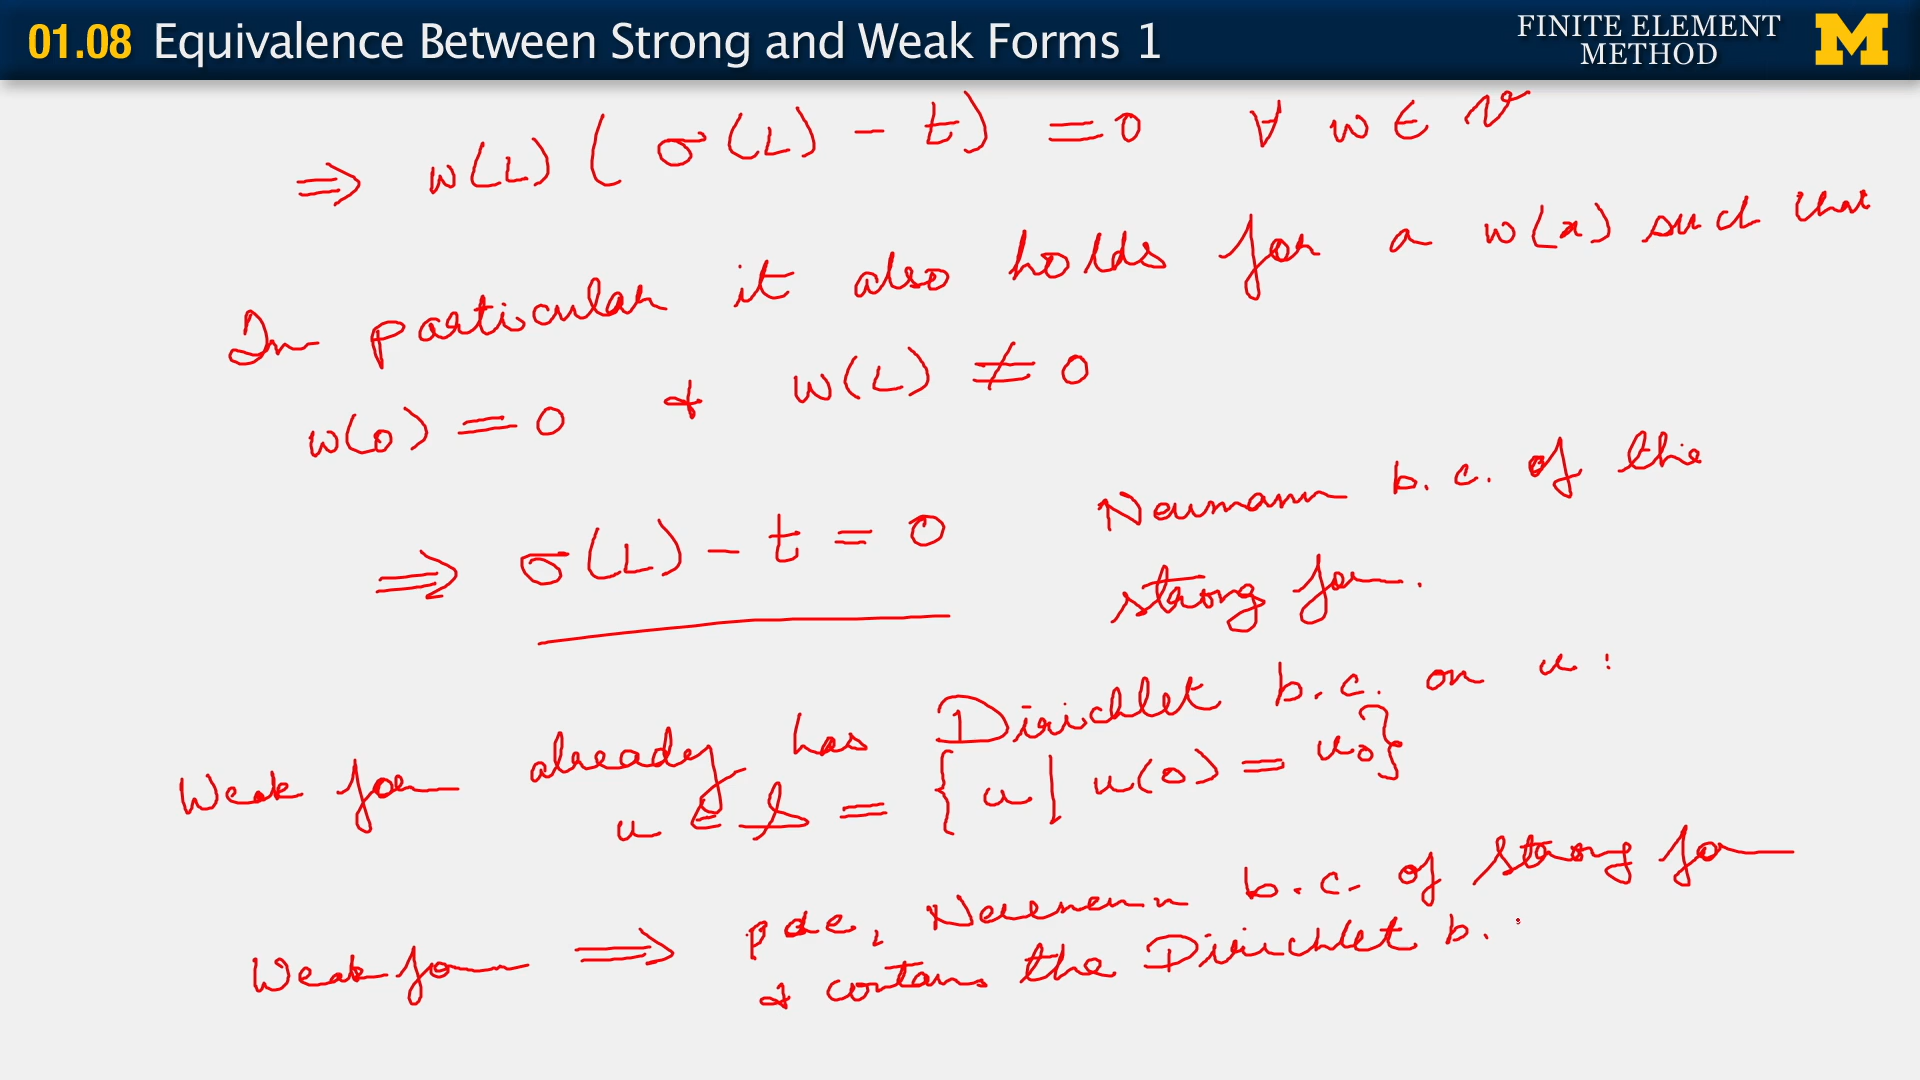 01.08 Equivalence Between Strong and Weak Forms 1
FINITE ELEMENT
METHOD
M
⇒ w(L) ( σ(L) - t) = 0 ∀ w ∈ 𝒱
In particular it also holds for a w(x) such that
w(0) = 0 & w(L) ≠ 0
⇒ σ(L) - t = 0
Neumann b.c. of the
strong form.
Weak form already has Dirichlet b.c. on u:
u ∈ 𝒮 = { u | u(0) = u₀}
Weak form ⇒ pde, Neumann b.c. of strong form
& contains the Dirichlet b.